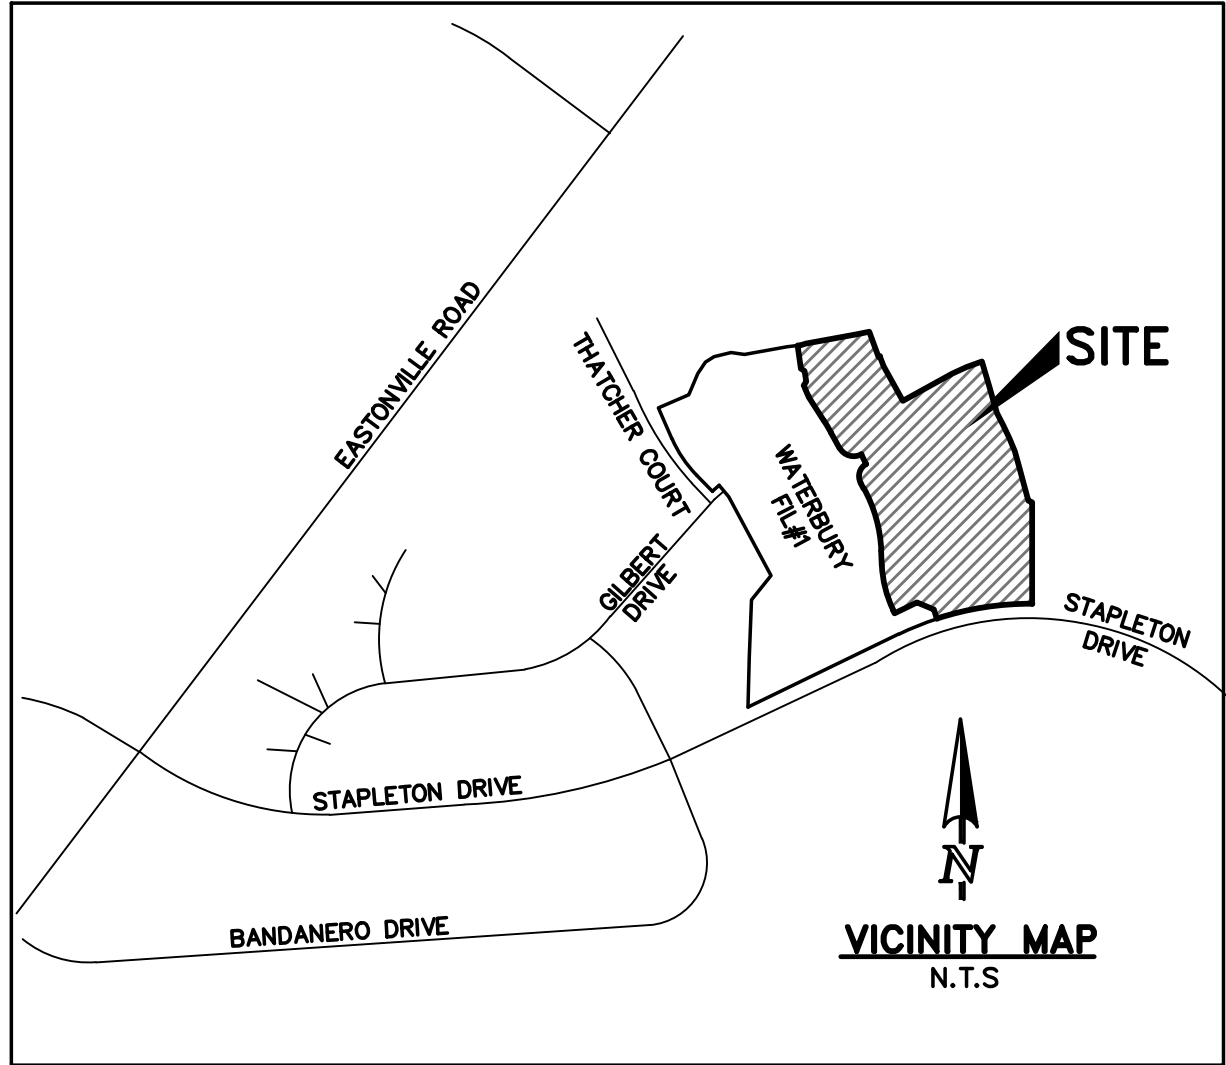 EASTONVILLE ROAD
THATCHER COURT
SITE
WATERBURY
FIL#1
GILBERT
DRIVE
STAPLETON
DRIVE
STAPLETON DRIVE
BANDANERO DRIVE
N
VICINITY MAP
N.T.S